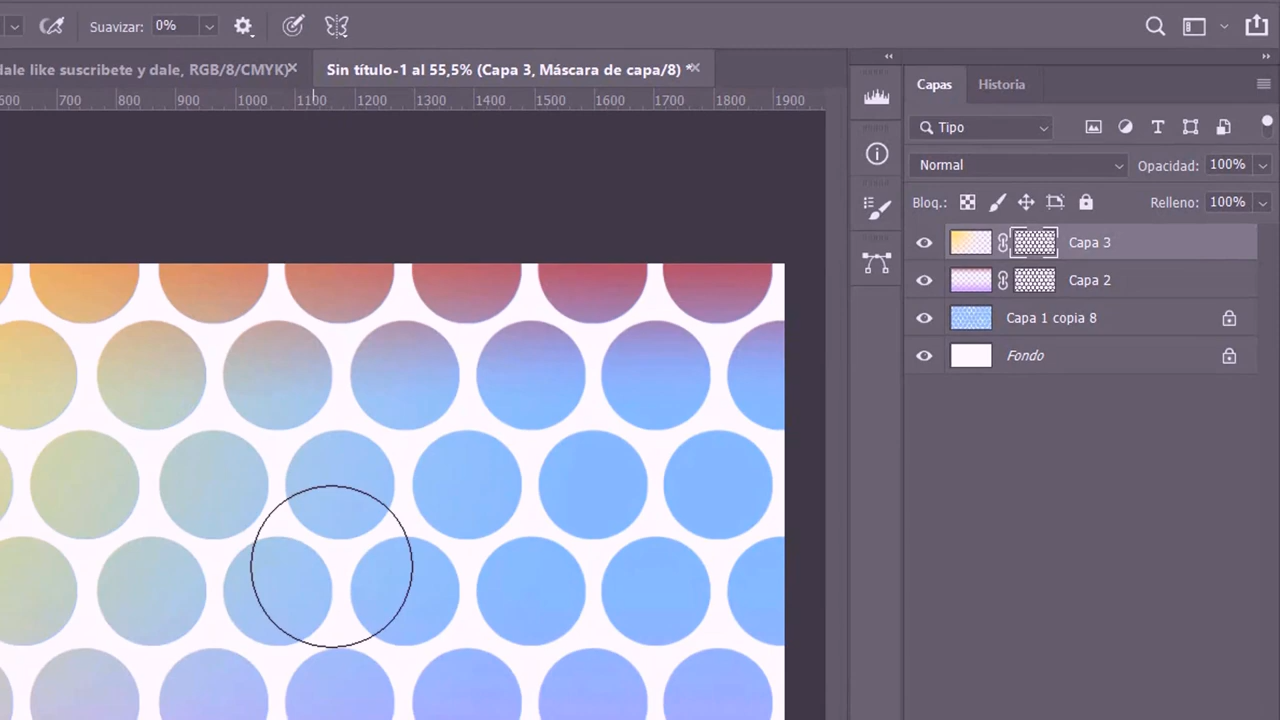 Suavizar: 0%
dale like suscribete y dale, RGB/8/CMYK)
Sin título-1 al 55,5% (Capa 3, Máscara de capa/8) *
600 700 800 900 1000 1100 1200 1300 1400 1500 1600 1700 1800 1900
Capas Historia
Tipo
Normal Opacidad: 100%
Bloq.: Relleno: 100%
Capa 3
Capa 2
Capa 1 copia 8
Fondo